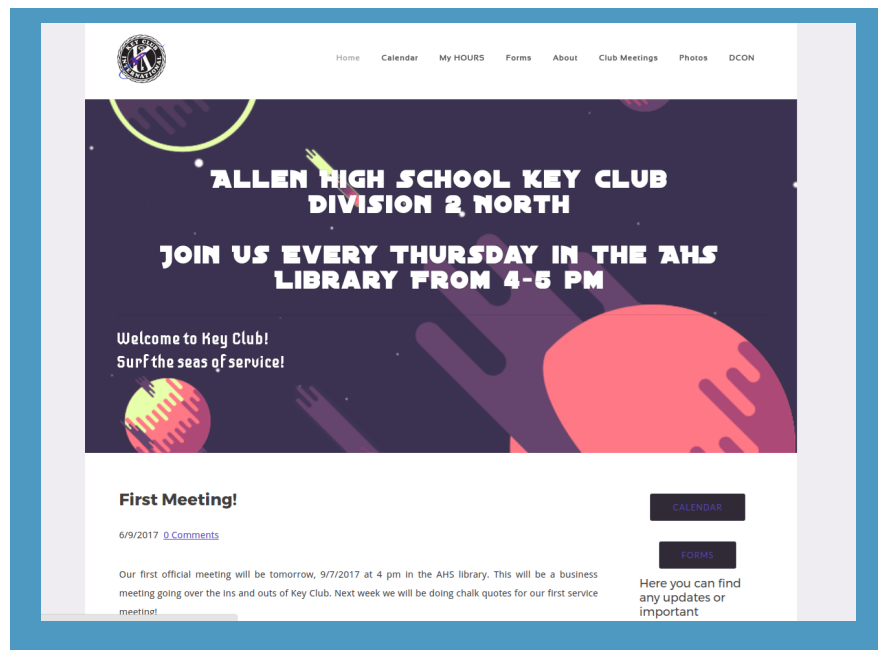 KEY CLUB
INTERNATIONAL
K
Home Calendar My HOURS Forms About Club Meetings Photos DCON
Allen High School Key Club
Division 2 North
Join us every Thursday in the AHS
Library from 4-5 PM
Welcome to Key Club!
Surf the seas of service!
First Meeting!
6/9/2017 0 Comments
Our first official meeting will be tomorrow, 9/7/2017 at 4 pm in the AHS library. This will be a business
meeting going over the ins and outs of Key Club. Next week we will be doing chalk quotes for our first service
meeting!
CALENDAR
FORMS
Here you can find
any updates or
important